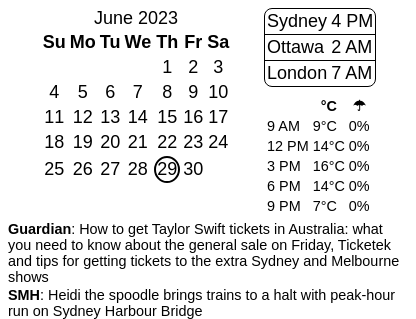 June 2023
Su Mo Tu We Th Fr Sa
1 2 3
4 5 6 7 8 9 10
11 12 13 14 15 16 17
18 19 20 21 22 23 24
25 26 27 28 29 30
Sydney 4 PM
Ottawa 2 AM
London 7 AM
°C ☂
9 AM 9°C 0%
12 PM 14°C 0%
3 PM 16°C 0%
6 PM 14°C 0%
9 PM 7°C 0%
Guardian: How to get Taylor Swift tickets in Australia: what
you need to know about the general sale on Friday, Ticketek
and tips for getting tickets to the extra Sydney and Melbourne
shows
SMH: Heidi the spoodle brings trains to a halt with peak-hour
run on Sydney Harbour Bridge